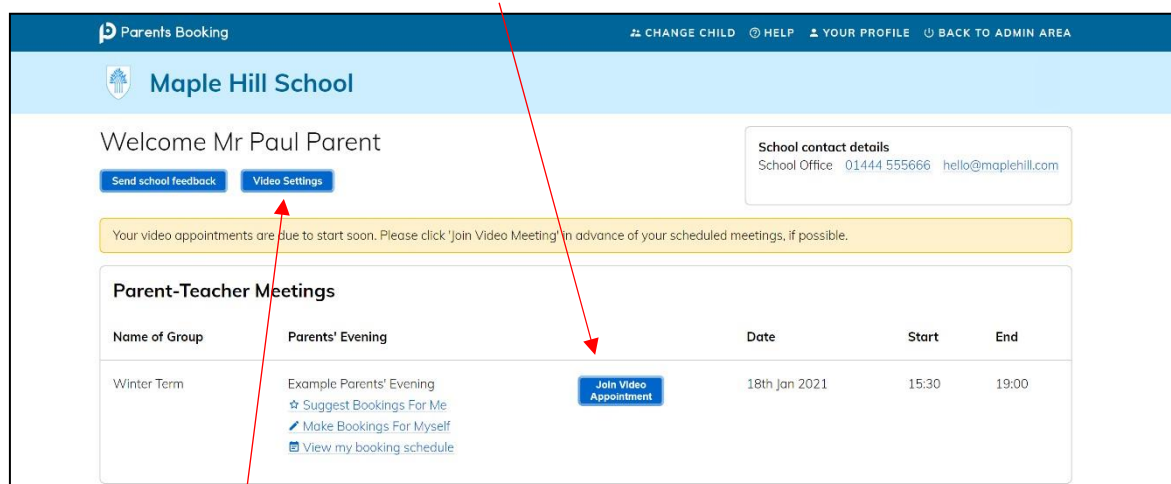 Parents Booking
CHANGE CHILD HELP YOUR PROFILE BACK TO ADMIN AREA
Maple Hill School
Welcome Mr Paul Parent
Send school feedback Video Settings
School contact details
School Office 01444 555666 hello@maplehill.com
Your video appointments are due to start soon. Please click 'Join Video Meeting' in advance of your scheduled meetings, if possible.
Parent-Teacher Meetings
Name of Group Parents' Evening Date Start End
Winter Term Example Parents' Evening Join Video Appointment 18th Jan 2021 15:30 19:00
Suggest Bookings For Me
Make Bookings For Myself
View my booking schedule